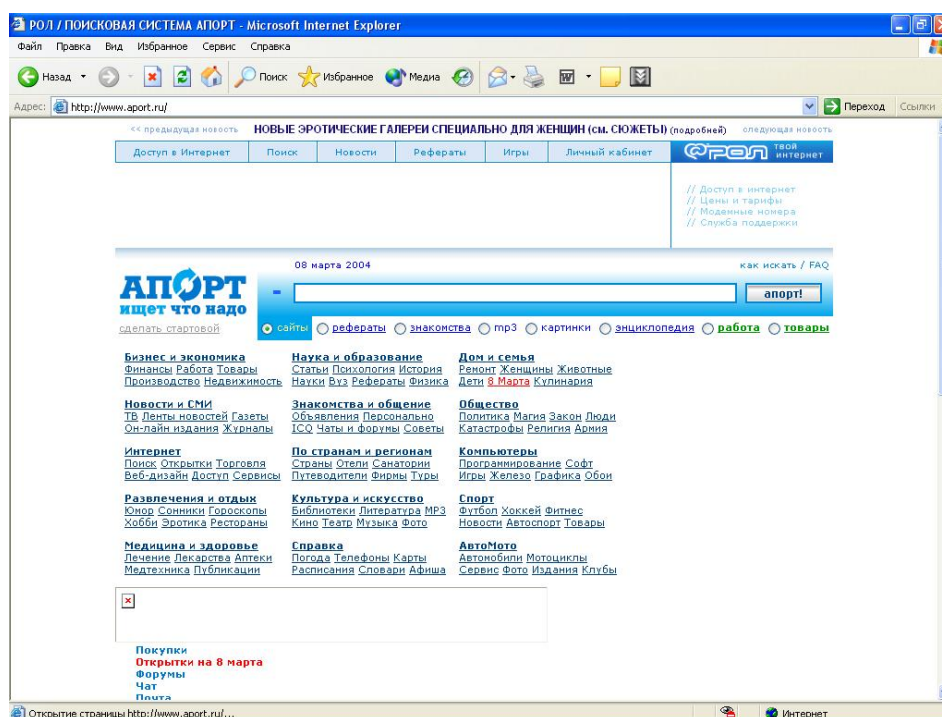 РОЛ / ПОИСКОВАЯ СИСТЕМА АПОРТ - Microsoft Internet Explorer
Файл Правка Вид Избранное Сервис Справка
Назад Поиск Избранное Медиа
Адрес: http://www.aport.ru/ Переход Ссылки
<< предыдущая новость НОВЫЕ ЭРОТИЧЕСКИЕ ГАЛЕРЕИ СПЕЦИАЛЬНО ДЛЯ ЖЕНЩИН (см. СЮЖЕТЫ) (подробней) следующая новость
Доступ в Интернет Поиск Новости Рефераты Игры Личный кабинет @РОЛ твой интернет
// Доступ в интернет
// Цены и тарифы
// Модемные номера
// Служба поддержки
08 марта 2004 как искать / FAQ
АПОРТ
ищет что надо
- апорт!
сделать стартовой сайты рефераты знакомства mp3 картинки энциклопедия работа товары
Бизнес и экономика Наука и образование Дом и семья
Финансы Работа Товары Статьи Психология История Ремонт Женщины Животные
Производство Недвижимость Науки Вуз Рефераты Физика Дети 8 Марта Кулинария
Новости и СМИ Знакомства и общение Общество
ТВ Ленты новостей Газеты Объявления Персонально Политика Магия Закон Люди
Он-лайн издания Журналы ICQ Чаты и форумы Советы Катастрофы Религия Армия
Интернет По странам и регионам Компьютеры
Поиск Открытки Торговля Страны Отели Санатории Программирование Софт
Веб-дизайн Доступ Сервисы Путеводители Фирмы Туры Игры Железо Графика Обои
Развлечения и отдых Культура и искусство Спорт
Юмор Сонники Гороскопы Библиотеки Литература MP3 Футбол Хоккей Фитнес
Хобби Эротика Рестораны Кино Театр Музыка Фото Новости Автоспорт Товары
Медицина и здоровье Справка АвтоМото
Лечение Лекарства Аптеки Погода Телефоны Карты Автомобили Мотоциклы
Медтехника Публикации Расписания Словари Афиша Сервис Фото Издания Клубы
Покупки
Открытки на 8 марта
Форумы
Чат
Почта
Открытие страницы http://www.aport.ru/... Интернет